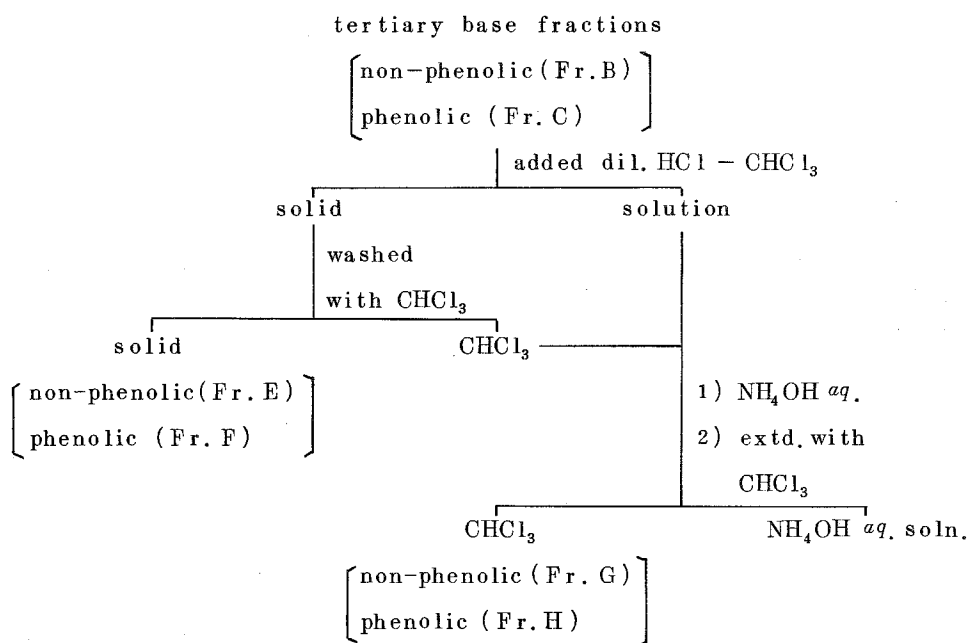 tertiary base fractions
non-phenolic (Fr. B)
phenolic (Fr. C)
added dil. HCl - CHCl₃
solid
solution
washed
with CHCl₃
solid
CHCl₃
non-phenolic (Fr. E)
phenolic (Fr. F)
1) NH₄OH aq.
2) extd. with
CHCl₃
CHCl₃
NH₄OH aq. soln.
non-phenolic (Fr. G)
phenolic (Fr. H)